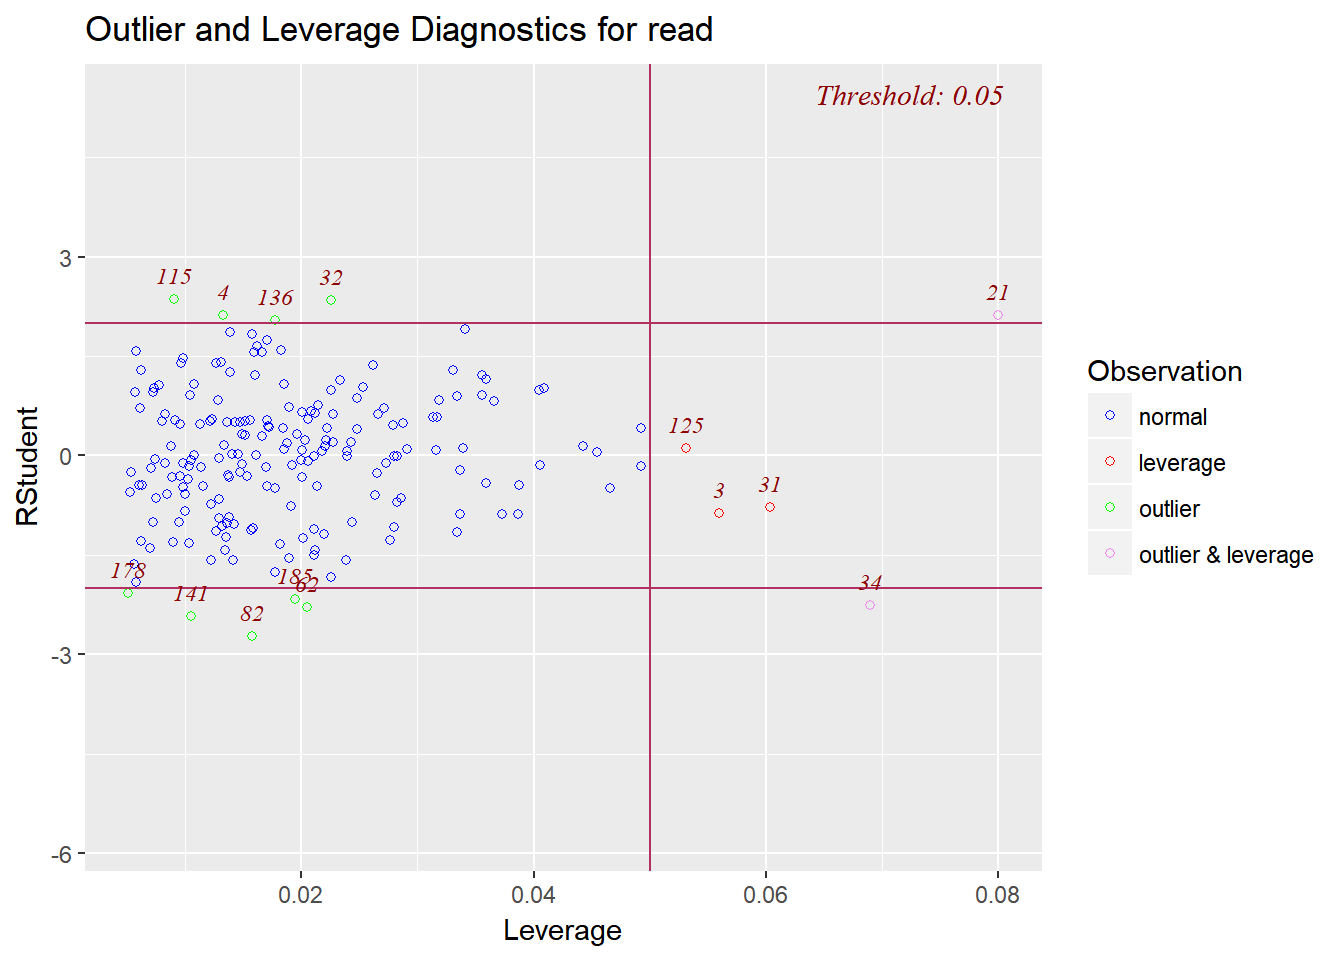 Outlier and Leverage Diagnostics for read
Threshold: 0.05
RStudent
3
0
-3
-6
115
4
136
32
21
125
3
31
178
141
82
185
62
34
0.02
0.04
0.06
0.08
Leverage
Observation
normal
leverage
outlier
outlier & leverage